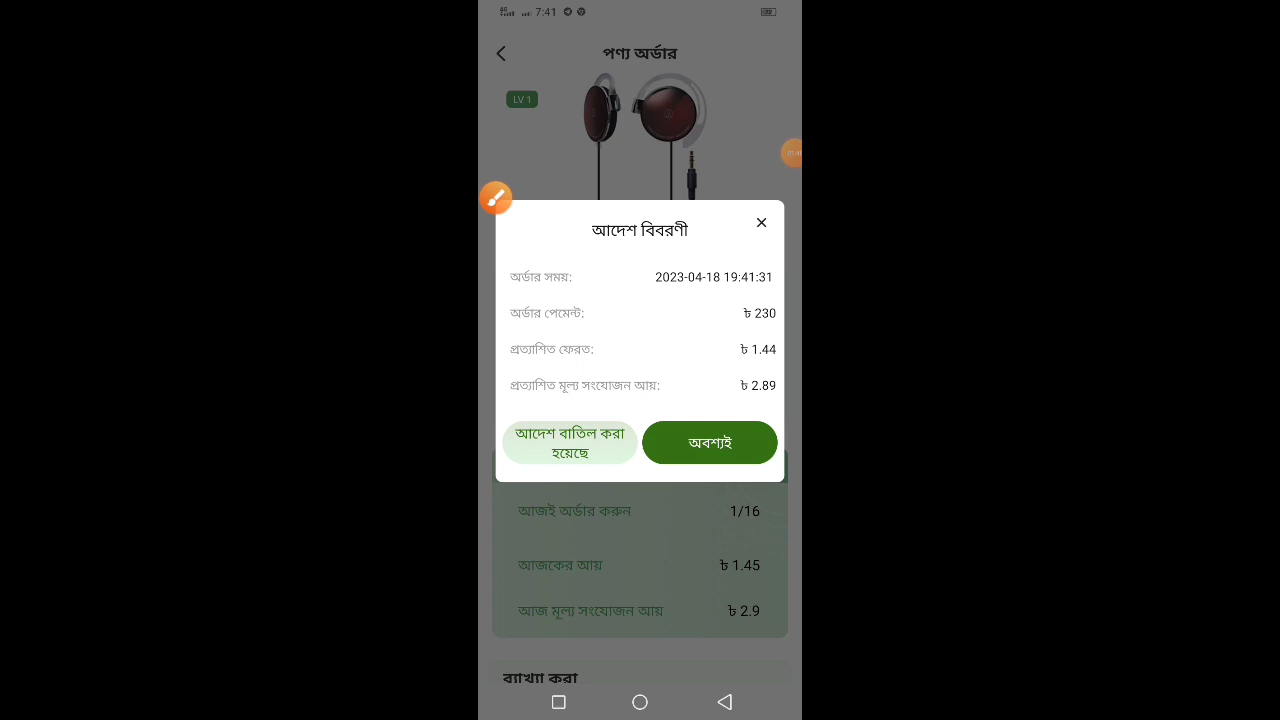 4G 7:41
পণ্য অর্ডার
LV 1
আদেশ বিবরণী
অর্ডার সময়: 2023-04-18 19:41:31
অর্ডার পেমেন্ট: ৳ 230
প্রত্যাশিত ফেরত: ৳ 1.44
প্রত্যাশিত মূল্য সংযোজন আয়: ৳ 2.89
আদেশ বাতিল করা
হয়েছে
অবশ্যই
আজই অর্ডার করুন 1/16
আজকের আয় ৳ 1.45
আজ মূল্য সংযোজন আয় ৳ 2.9
ব্যাখ্যা করা